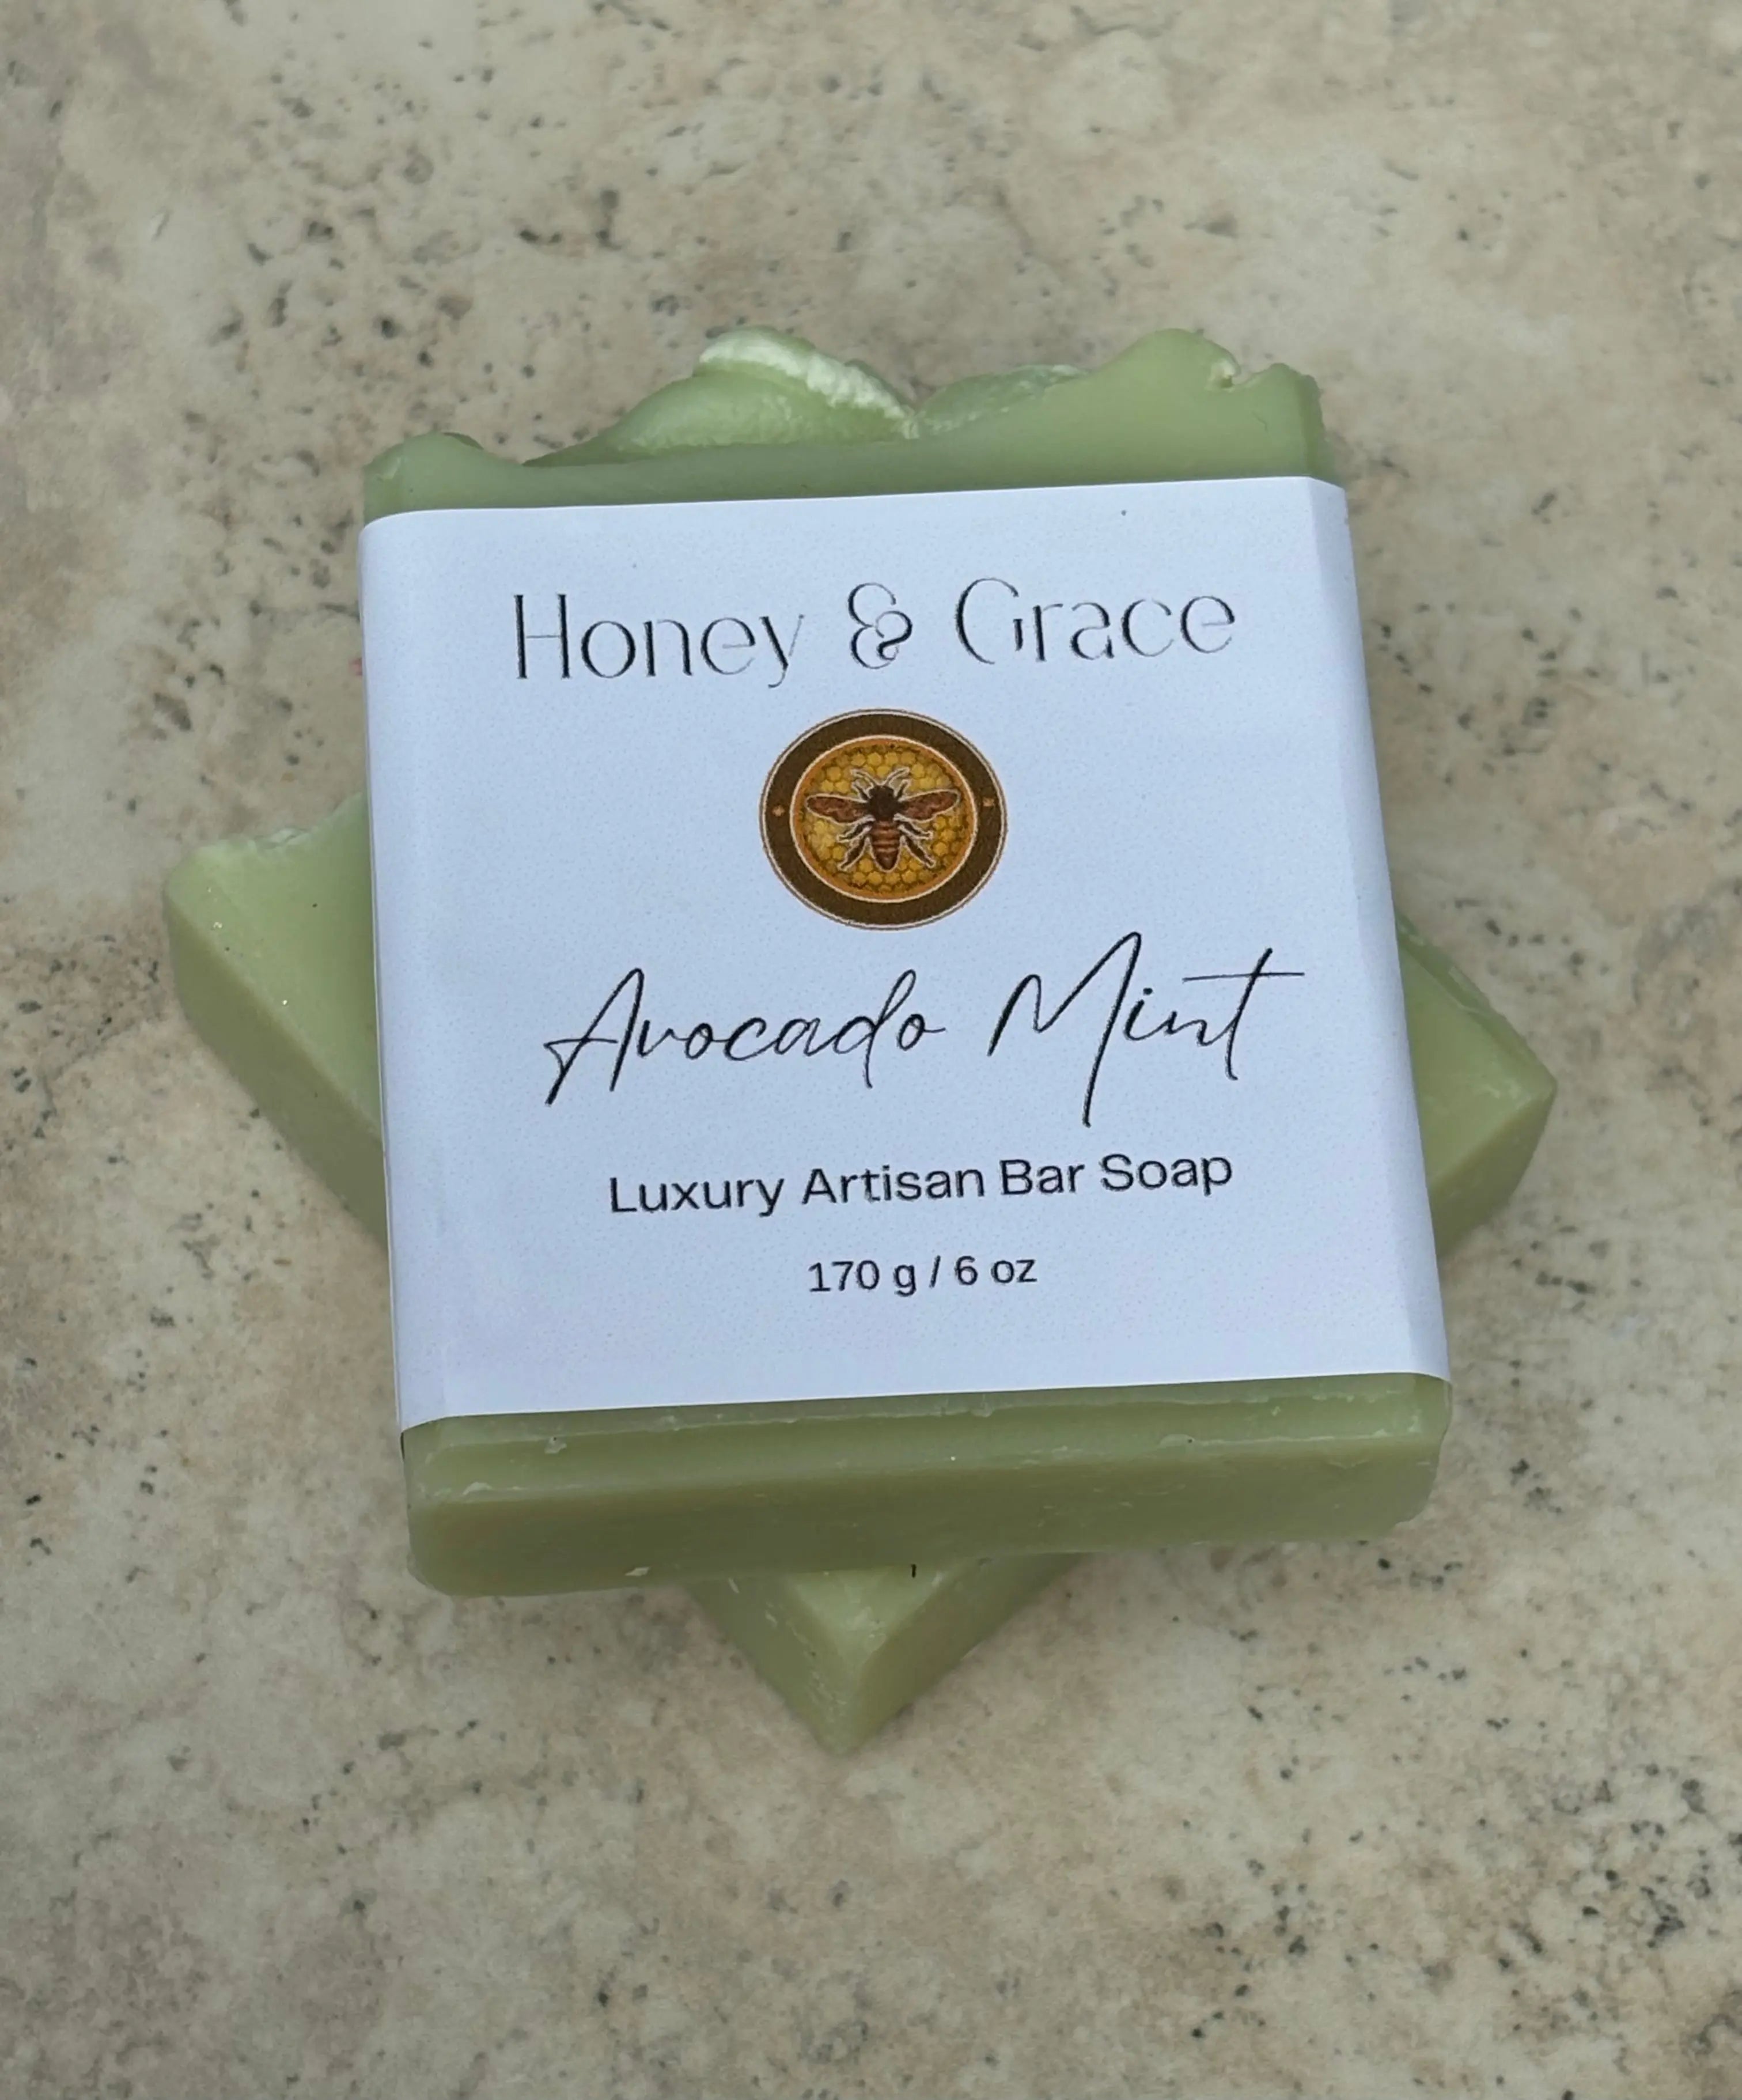 Honey & Grace
Avocado Mint
Luxury Artisan Bar Soap
170 g / 6 oz